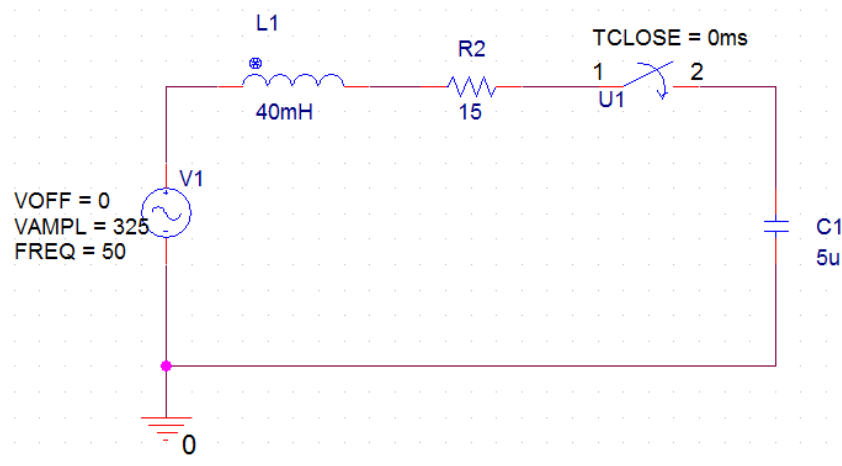 L1
40mH
R2
15
TCLOSE = 0ms
1
2
U1
V1
VOFF = 0
VAMPL = 325
FREQ = 50
C1
5u
0